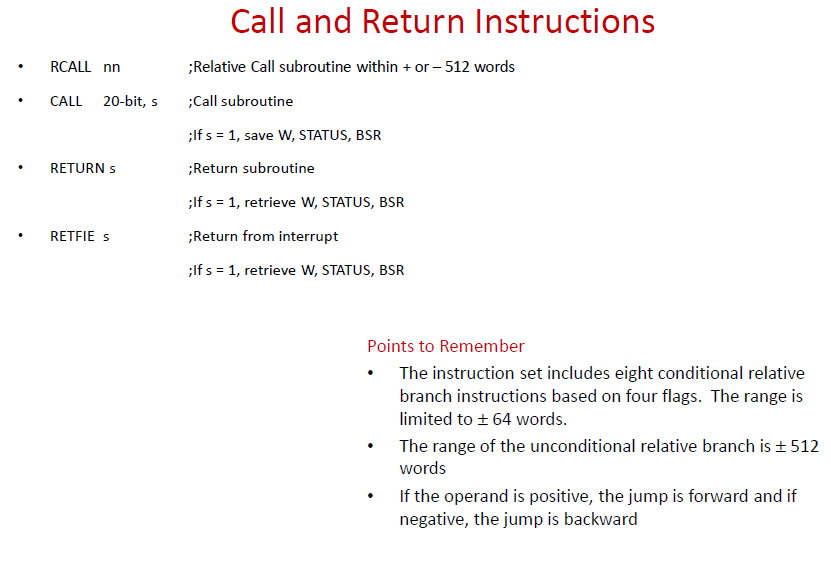 Call and Return Instructions
• RCALL nn ;Relative Call subroutine within + or – 512 words
• CALL 20-bit, s ;Call subroutine
;If s = 1, save W, STATUS, BSR
• RETURN s ;Return subroutine
;If s = 1, retrieve W, STATUS, BSR
• RETFIE s ;Return from interrupt
;If s = 1, retrieve W, STATUS, BSR
Points to Remember
• The instruction set includes eight conditional relative
branch instructions based on four flags. The range is
limited to ± 64 words.
• The range of the unconditional relative branch is ± 512
words
• If the operand is positive, the jump is forward and if
negative, the jump is backward